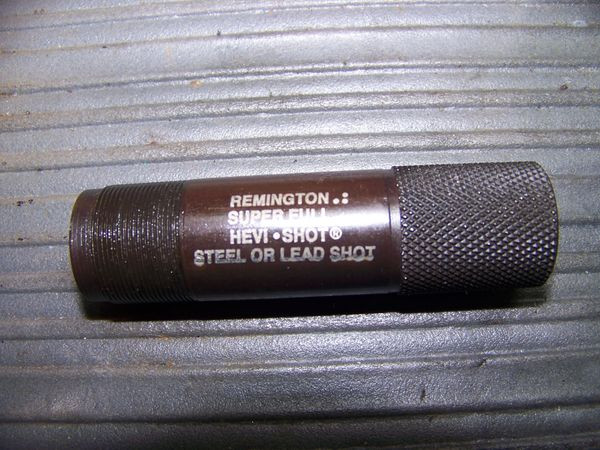 REMINGTON .:
SUPER FULL
HEVI • SHOT®
STEEL OR LEAD SHOT